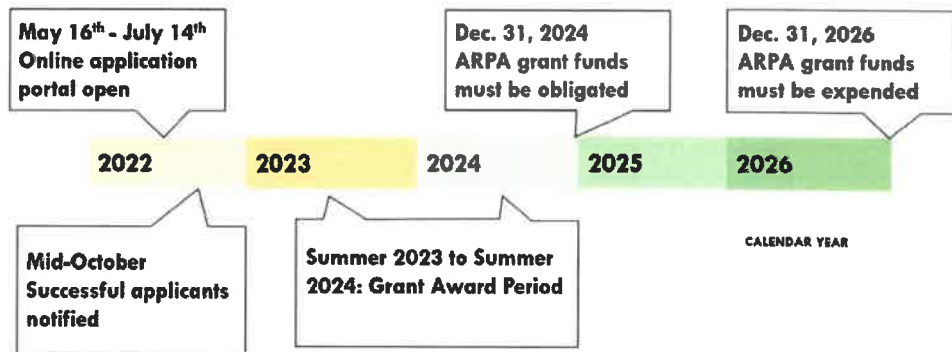 May 16th - July 14th
Online application
portal open
Dec. 31, 2024
ARPA grant funds
must be obligated
Dec. 31, 2026
ARPA grant funds
must be expended
2022
2023
2024
2025
2026
CALENDAR YEAR
Mid-October
Successful applicants
notified
Summer 2023 to Summer
2024: Grant Award Period